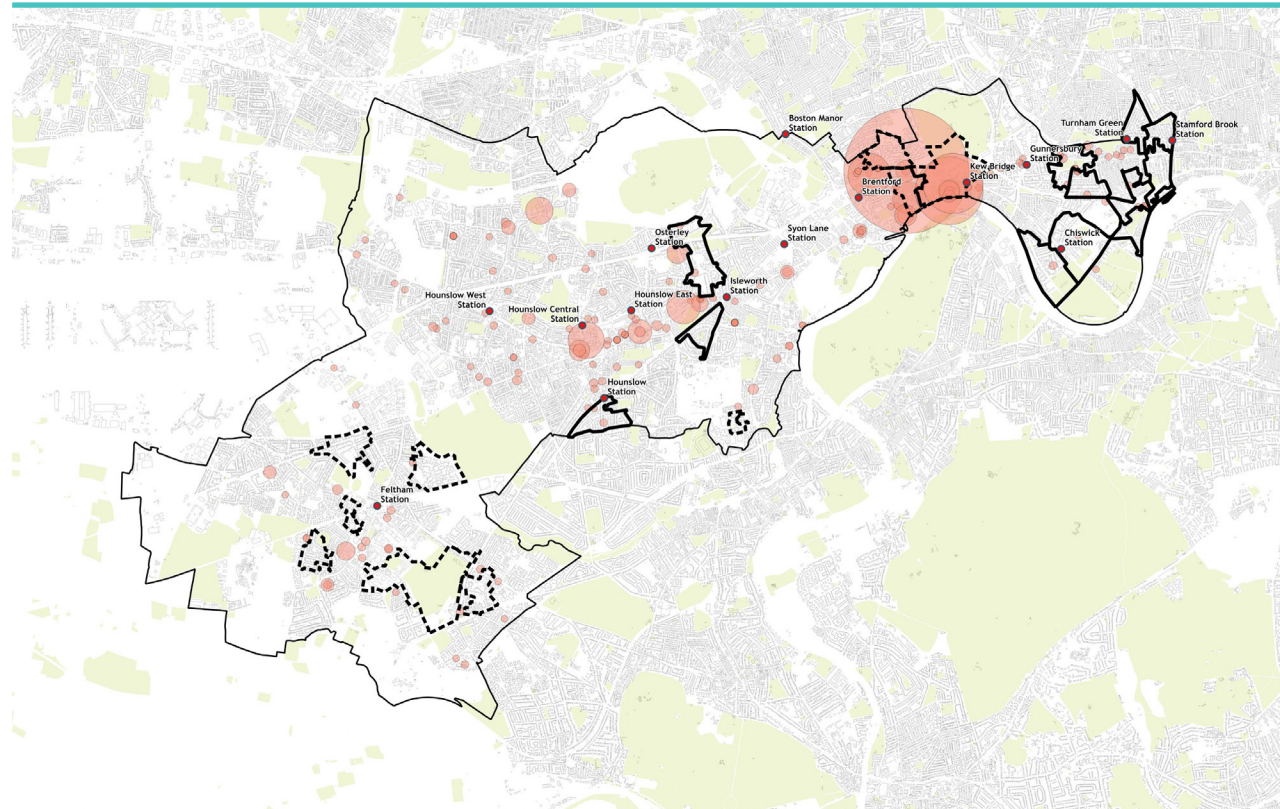 Boston Manor
Station
Turnham Green
Station
Stamford Brook
Station
Gunnersbury
Station
Kew Bridge
Station
Brentford
Station
Osterley
Station
Syon Lane
Station
Chiswick
Station
Isleworth
Station
Hounslow West
Station
Hounslow Central
Station
Hounslow East
Station
Hounslow
Station
Feltham
Station